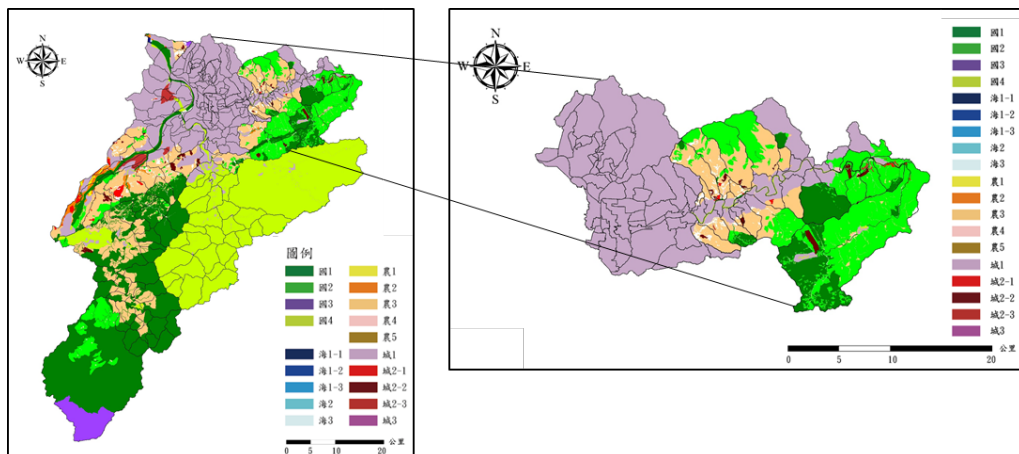 N
W E
S
圖例
國1 農1
國2 農2
國3 農3
國4 農4
農5
海1-1 城1
海1-2 城2-1
海1-3 城2-2
海2 城2-3
海3 城3
公里
0 5 10 20
N
W E
S
國1
國2
國3
國4
海1-1
海1-2
海1-3
海2
海3
農1
農2
農3
農4
農5
城1
城2-1
城2-2
城2-3
城3
公里
0 5 10 20